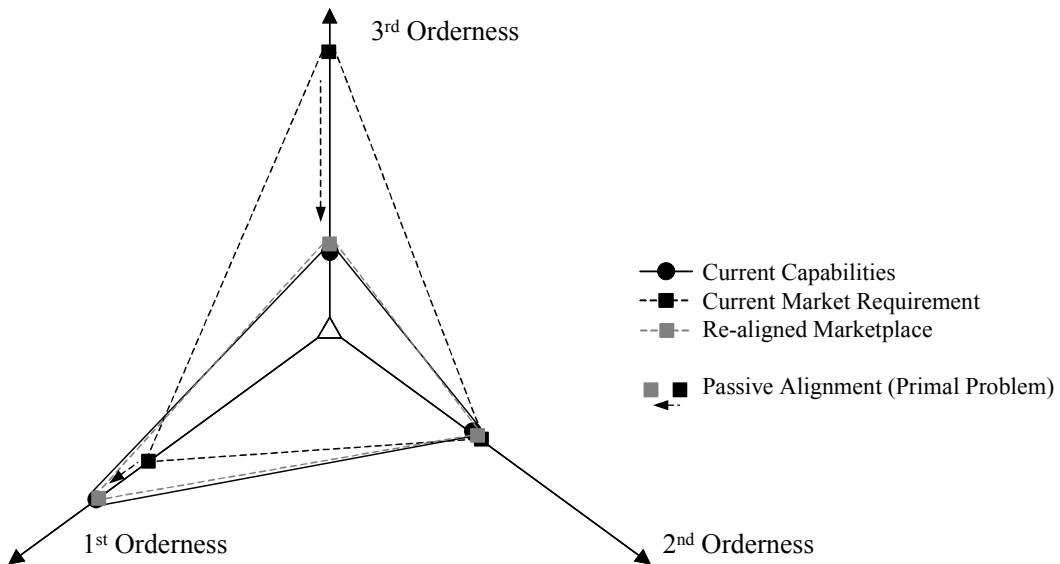 3rd Orderness
Current Capabilities
Current Market Requirement
Re-aligned Marketplace
Passive Alignment (Primal Problem)
1st Orderness
2nd Orderness